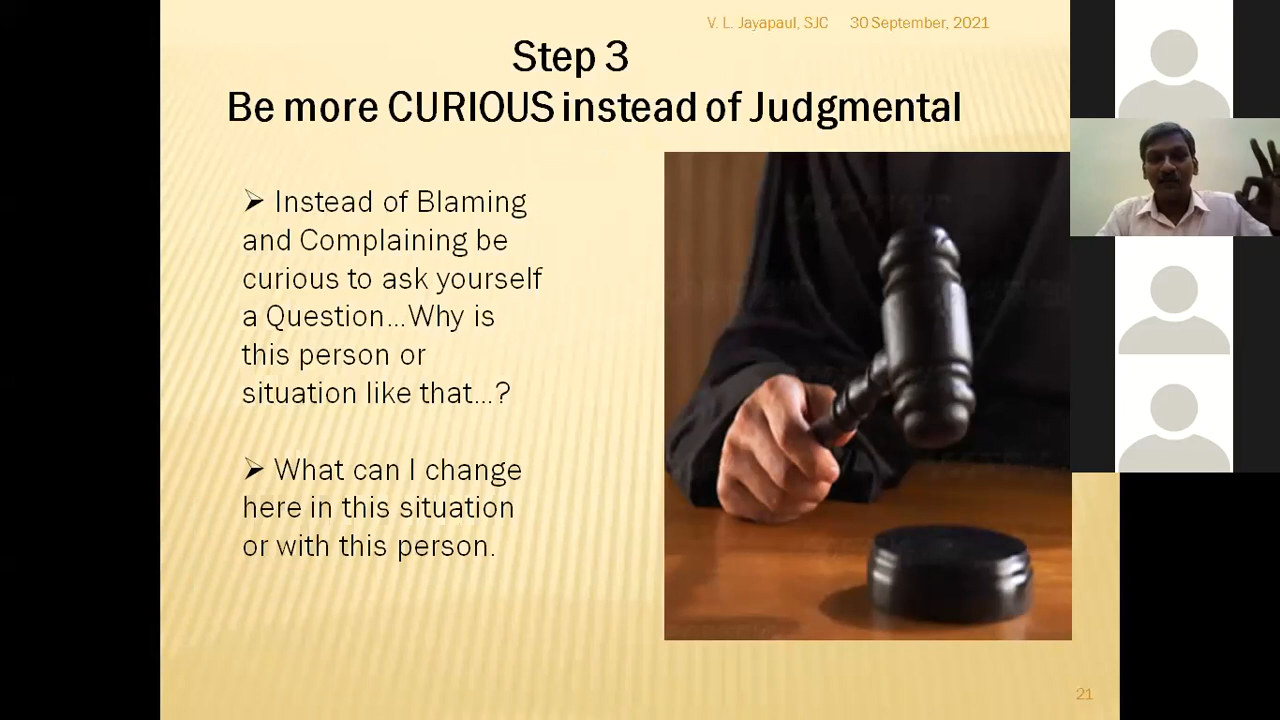 V. L. Jayapaul, SJC 30 September, 2021
Step 3
Be more CURIOUS instead of Judgmental
➢ Instead of Blaming
and Complaining be
curious to ask yourself
a Question...Why is
this person or
situation like that...?
➢ What can I change
here in this situation
or with this person.
21